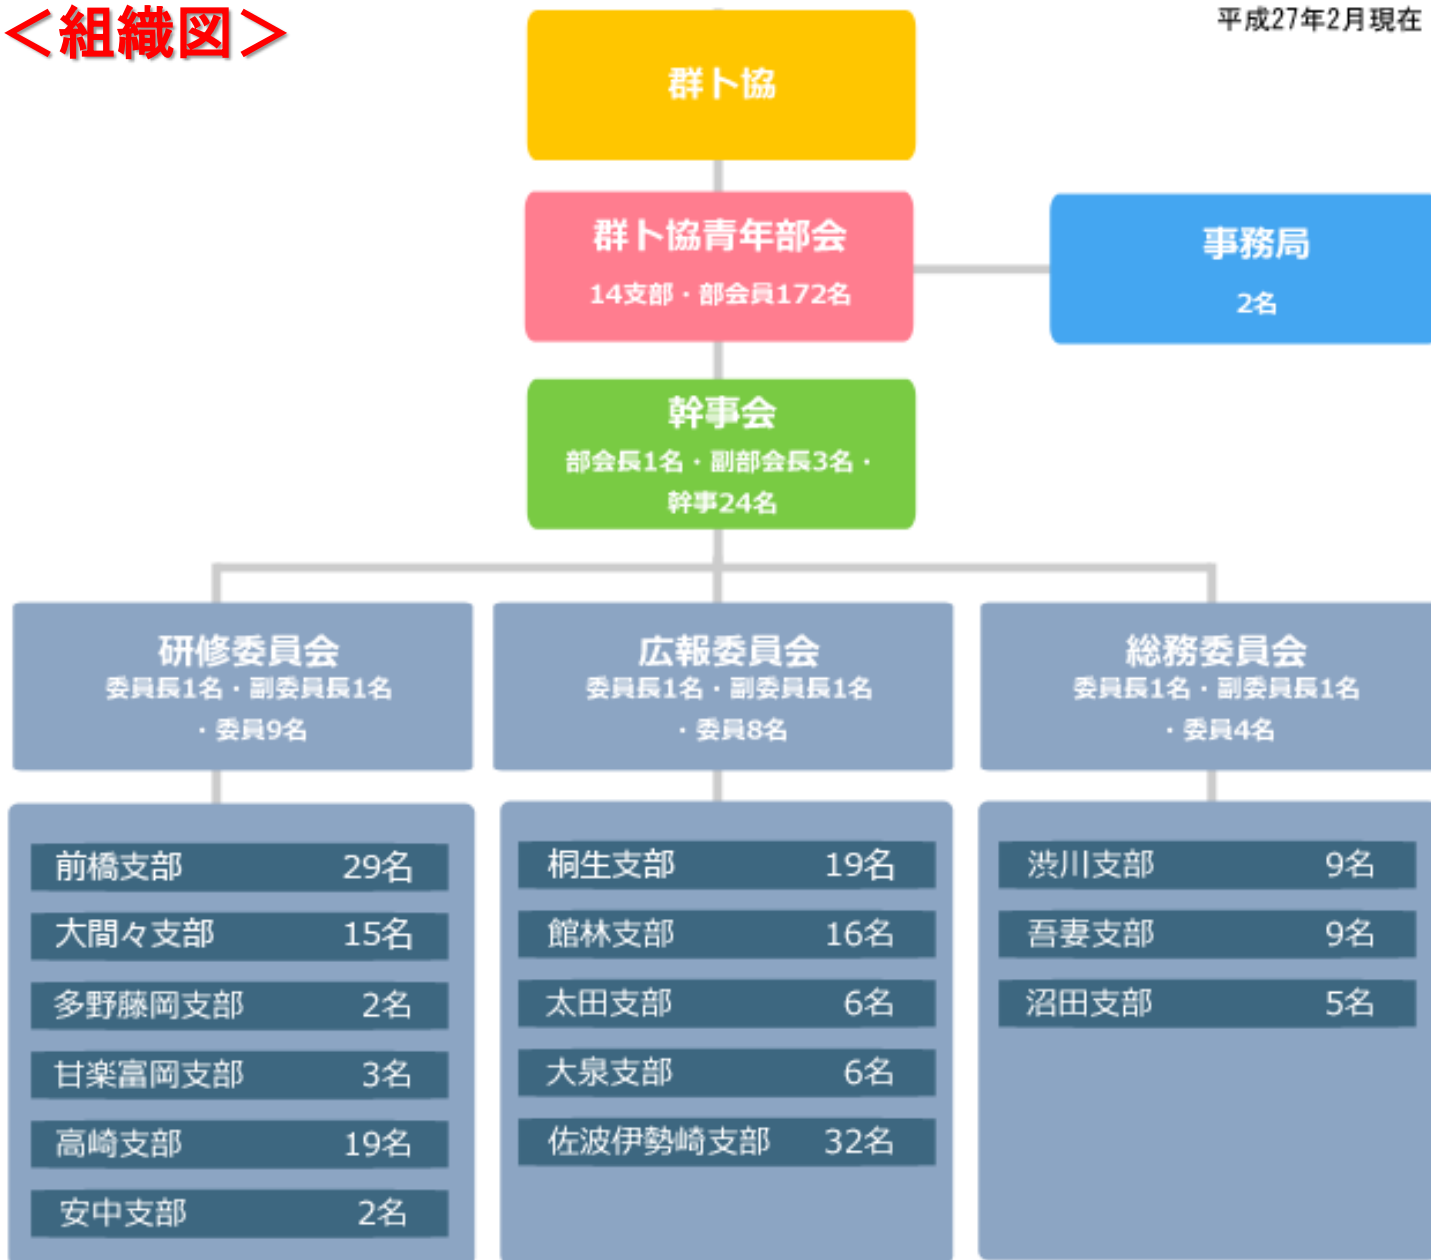 ＜組織図＞
平成27年2月現在
群ト協
群ト協青年部会
14支部・部会員172名
事務局
2名
幹事会
部会長1名・副部会長3名・
幹事24名
研修委員会
委員長1名・副委員長1名
・委員9名
広報委員会
委員長1名・副委員長1名
・委員8名
総務委員会
委員長1名・副委員長1名
・委員4名
前橋支部 29名
大間々支部 15名
多野藤岡支部 2名
甘楽富岡支部 3名
高崎支部 19名
安中支部 2名
桐生支部 19名
館林支部 16名
太田支部 6名
大泉支部 6名
佐波伊勢崎支部 32名
渋川支部 9名
吾妻支部 9名
沼田支部 5名